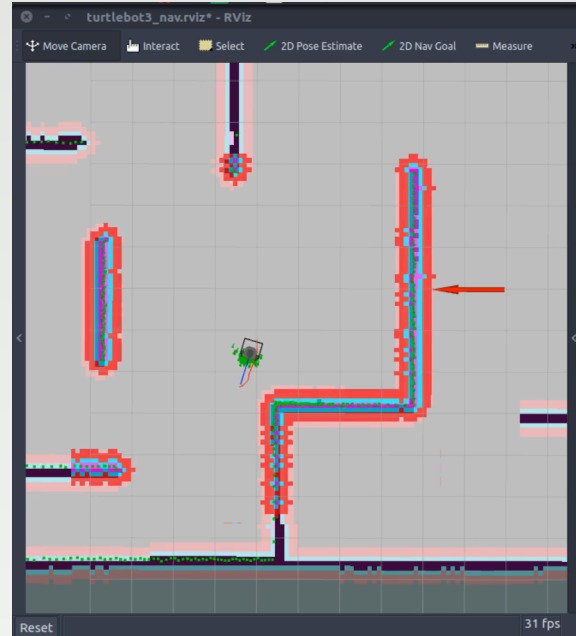 turtlebot3_nav.rviz* - RViz
Move Camera Interact Select 2D Pose Estimate 2D Nav Goal Measure »
Reset 31 fps